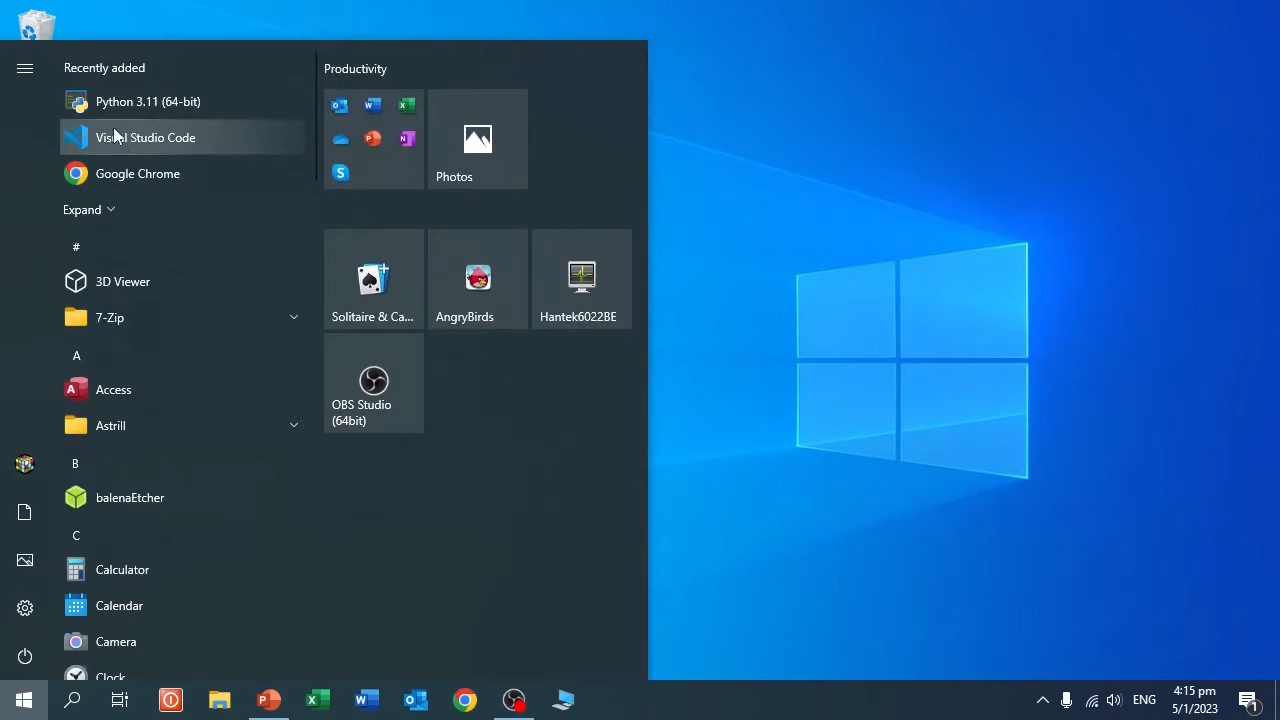 Recently added
Python 3.11 (64-bit)
Visual Studio Code
Google Chrome
Expand
#
3D Viewer
7-Zip
A
Access
Astrill
B
balenaEtcher
C
Calculator
Calendar
Camera
Clock
Productivity
Photos
Solitaire & Ca...
AngryBirds
Hantek6022BE
OBS Studio
(64bit)
ENG
4:15 pm
5/1/2023
1